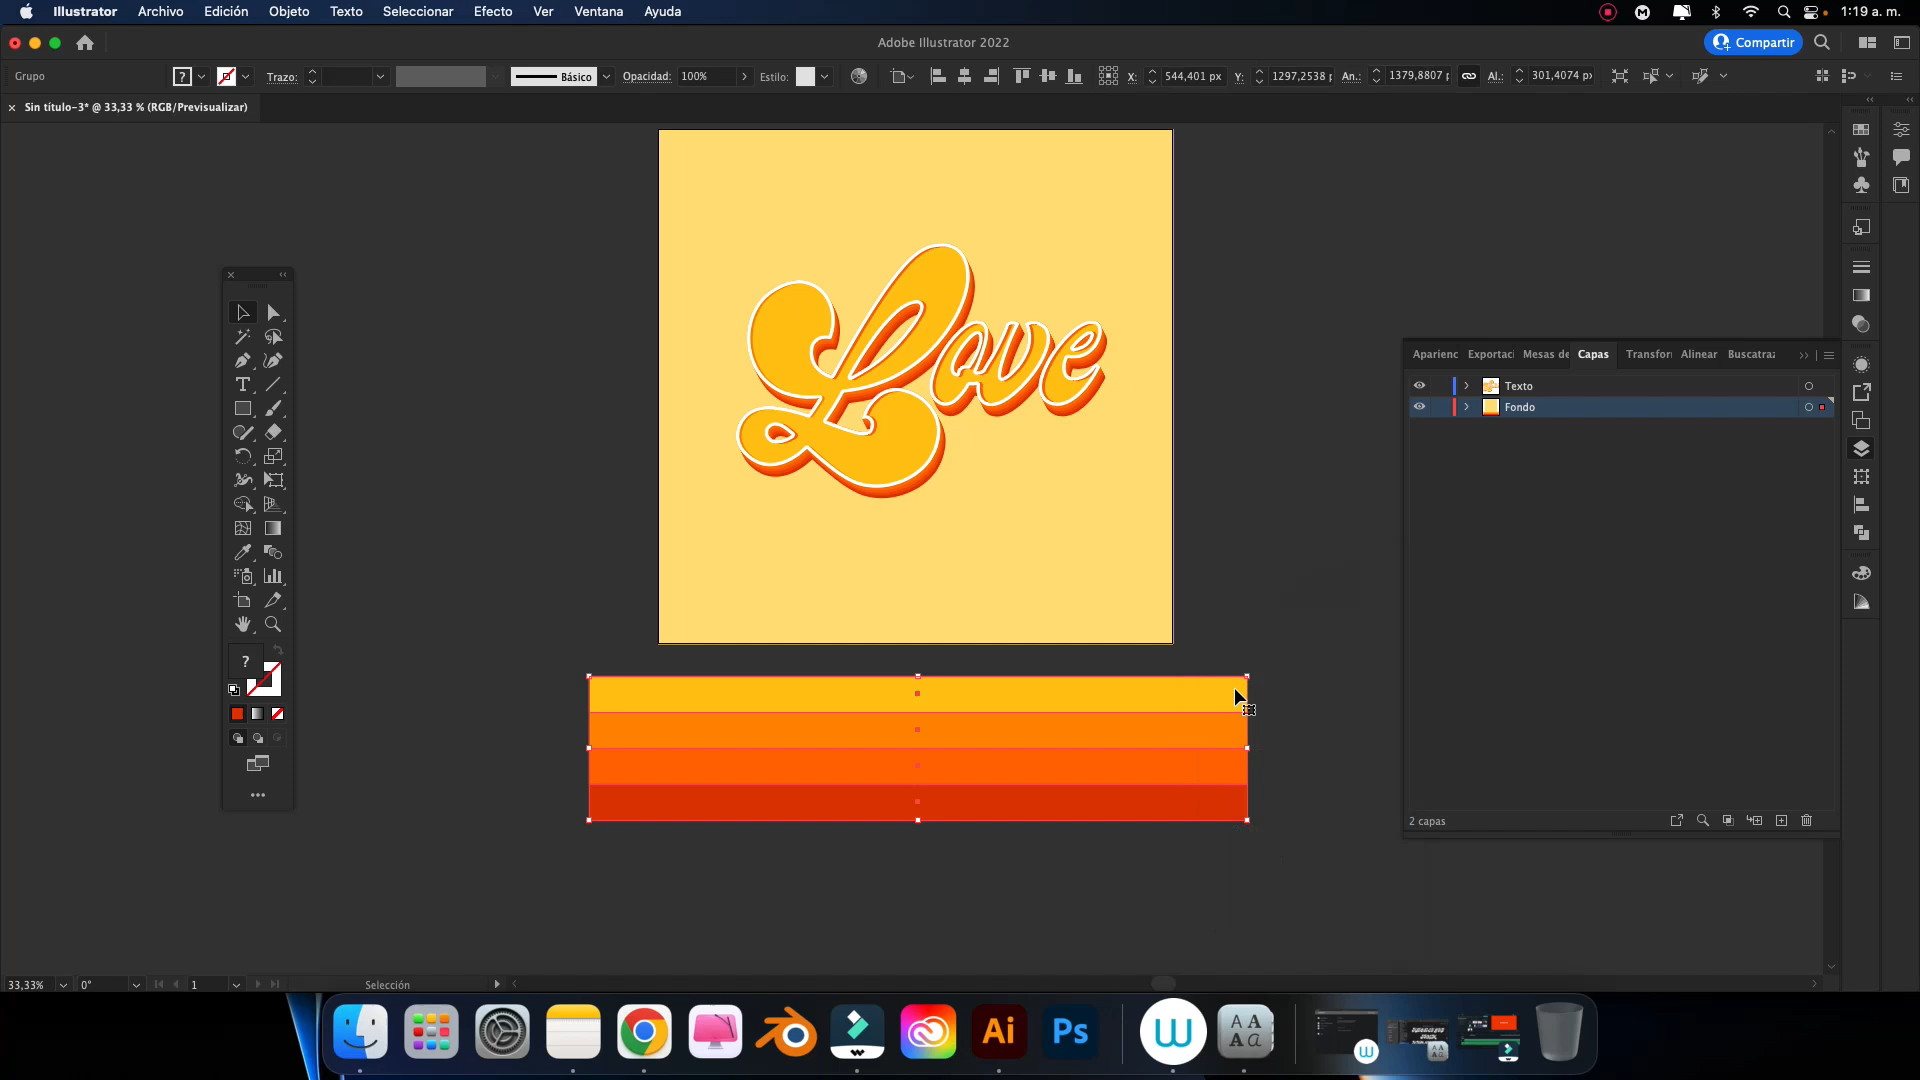 Illustrator Archivo Edición Objeto Texto Seleccionar Efecto Ver Ventana Ayuda 1:19 a. m.
Adobe Illustrator 2022 Compartir
Grupo ? Trazo: Básico Opacidad: 100% Estilo: X: 544,401 px Y: 1297,2538 p An.: 1379,8807 p Al.: 301,4074 px
Sin título-3* @ 33,33 % (RGB/Previsualizar)
Love
Aparienc Exportaci Mesas de Capas Transfor Alinear Buscatraz
Texto
Fondo
?
2 capas
33,33% 0° 1 Selección
Ai Ps